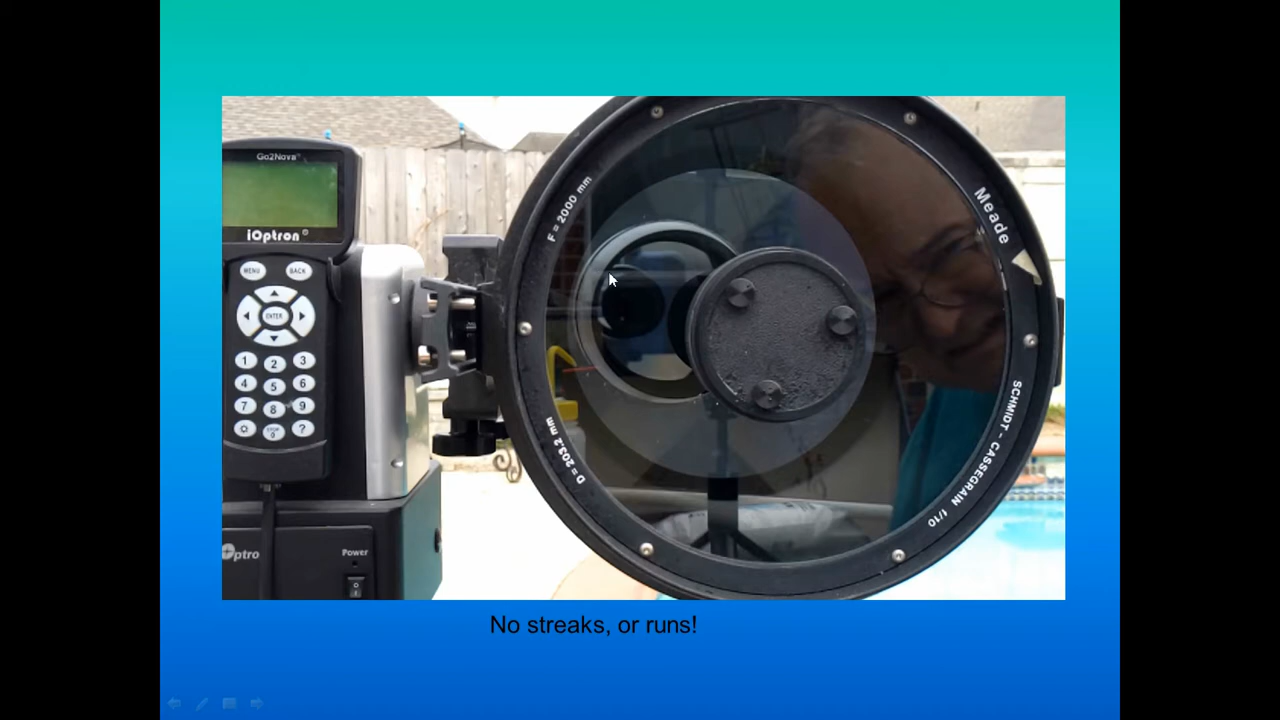 Go2Nova
iOptron
MENU
BACK
ENTER
1
2
3
4
5
6
7
8
9
STOP
0
?
Power
F = 2000 mm
D = 203.2 mm
Meade
SCHMIDT - CASSEGRAIN f/10
No streaks, or runs!